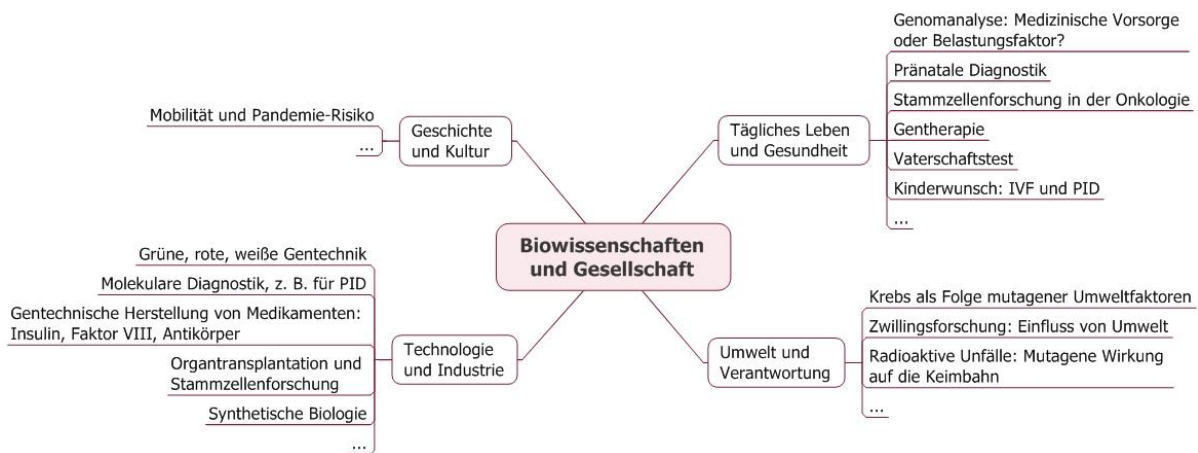 Biowissenschaften
und Gesellschaft
Geschichte
und Kultur
Mobilität und Pandemie-Risiko
...
Tägliches Leben
und Gesundheit
Genomanalyse: Medizinische Vorsorge
oder Belastungsfaktor?
Pränatale Diagnostik
Stammzellenforschung in der Onkologie
Gentherapie
Vaterschaftstest
Kinderwunsch: IVF und PID
...
Technologie
und Industrie
Grüne, rote, weiße Gentechnik
Molekulare Diagnostik, z. B. für PID
Gentechnische Herstellung von Medikamenten:
Insulin, Faktor VIII, Antikörper
Organtransplantation und
Stammzellenforschung
Synthetische Biologie
...
Umwelt und
Verantwortung
Krebs als Folge mutagener Umweltfaktoren
Zwillingsforschung: Einfluss von Umwelt
Radioaktive Unfälle: Mutagene Wirkung
auf die Keimbahn
...